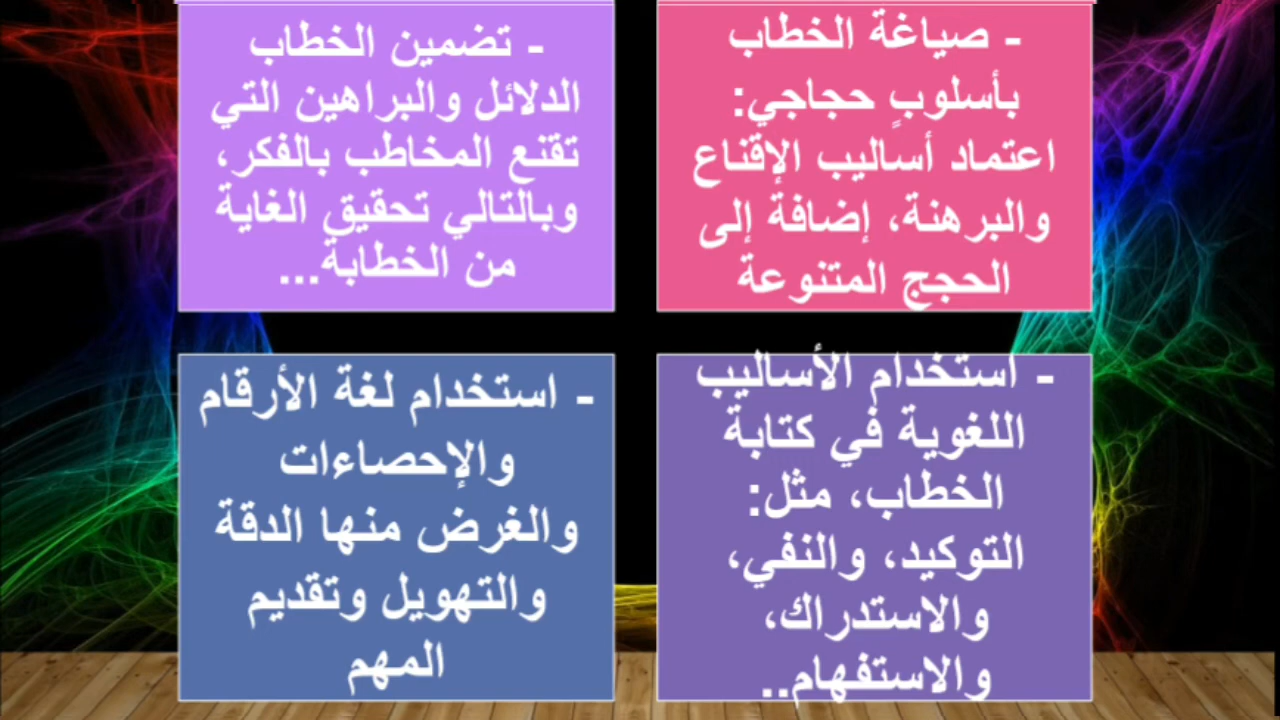 - صياغة الخطاب
بأسلوبٍ حجاجي:
اعتماد أساليب الإقناع
والبرهنة، إضافة إلى
الحجج المتنوعة
- تضمين الخطاب
الدلائل والبراهين التي
تقنع المخاطب بالفكر،
وبالتالي تحقيق الغاية
من الخطابة...
- استخدام الأساليب
اللغوية في كتابة
الخطاب، مثل:
التوكيد، والنفي،
والاستدراك،
والاستفهام..
- استخدام لغة الأرقام
والإحصاءات
والغرض منها الدقة
والتهويل وتقديم
المهم